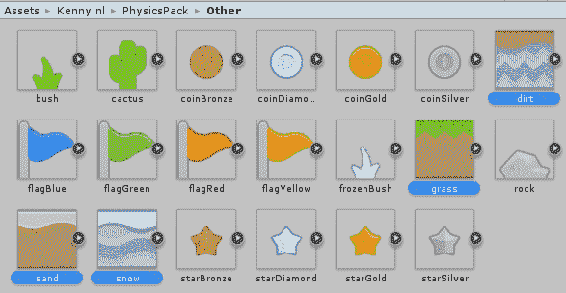 Assets ▸ Kenny nl ▸ PhysicsPack ▸ Other
bush cactus coinBronze coinDiamo.. coinGold coinSilver dirt
flagBlue flagGreen flagRed flagYellow frozenBush grass rock
sand snow starBronze starDiamond starGold starSilver